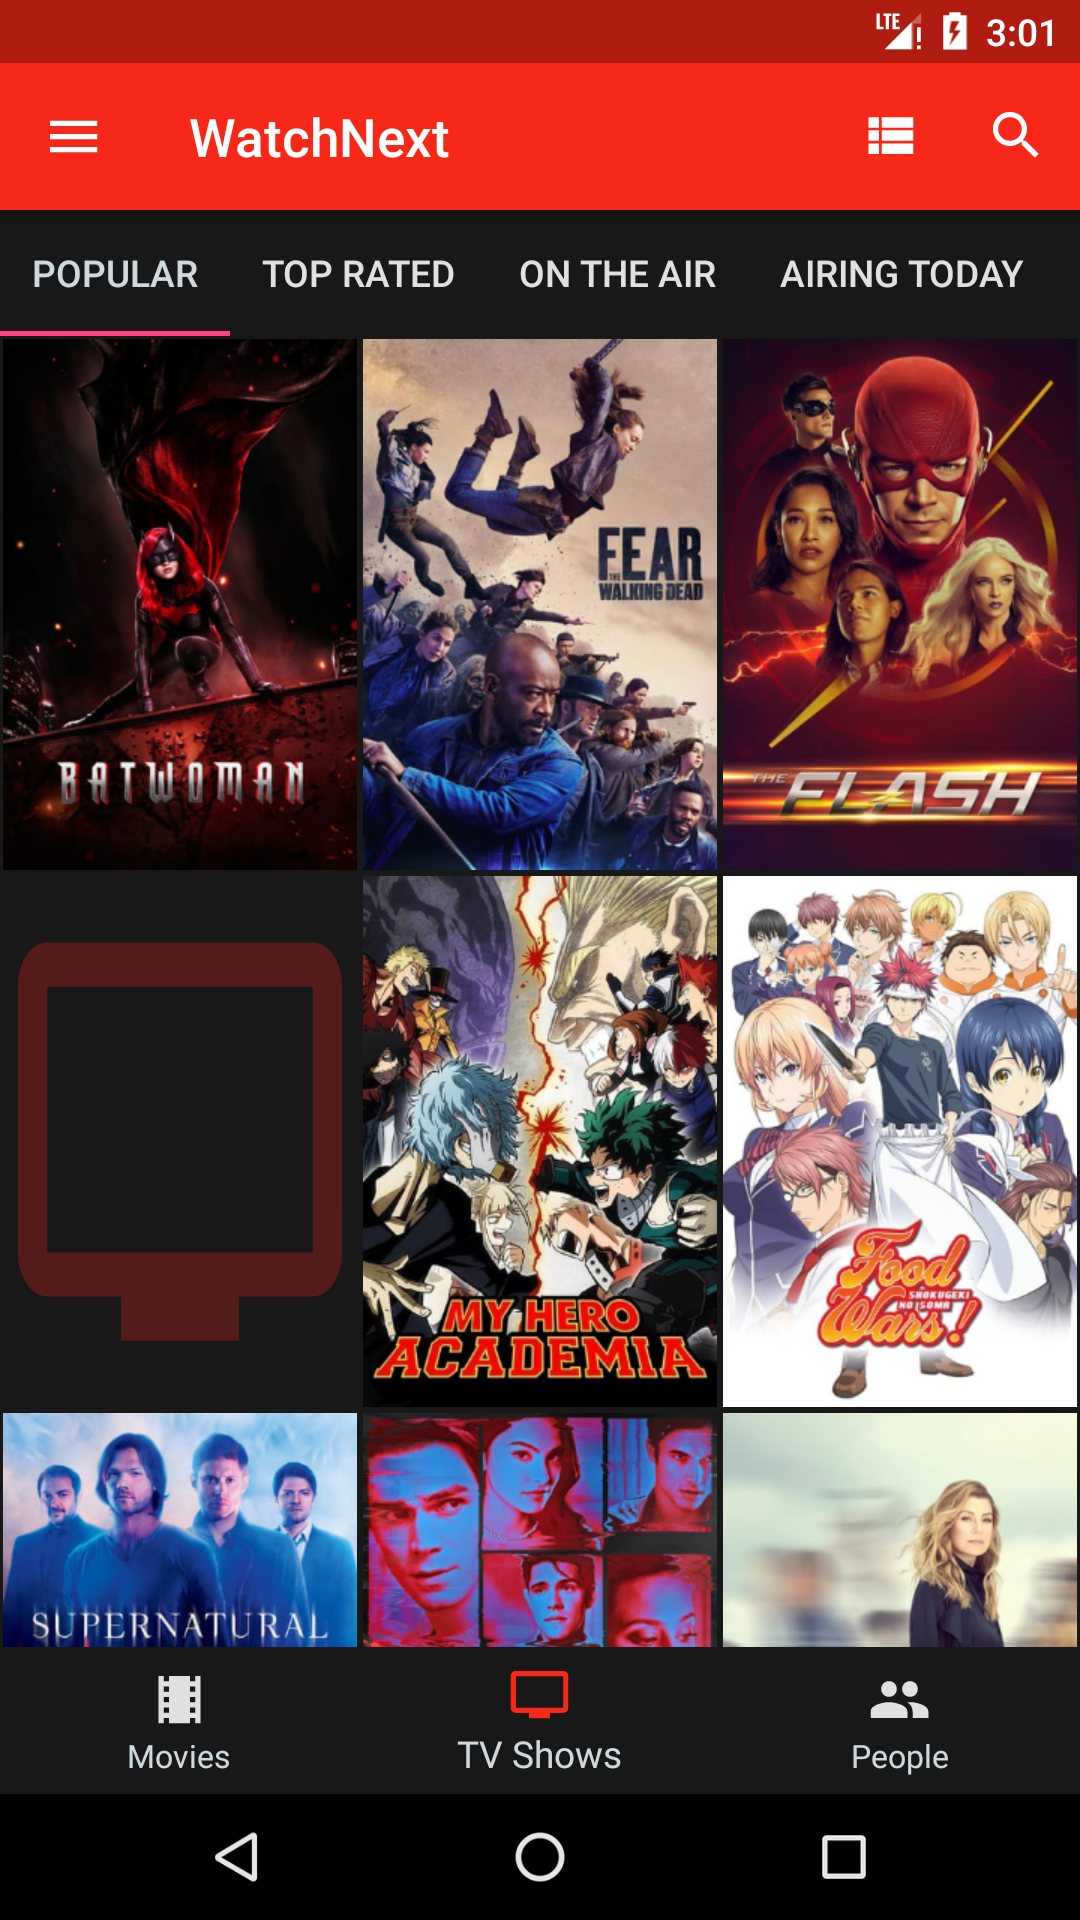 LTE 3:01
WatchNext
POPULAR TOP RATED ON THE AIR AIRING TODAY
BATWOMAN
FEAR
THE WALKING DEAD
THE FLASH
MY HERO
ACADEMIA
Food
SHOKUGEKI
NO SOMA
Wars!
SUPERNATURAL
Movies TV Shows People